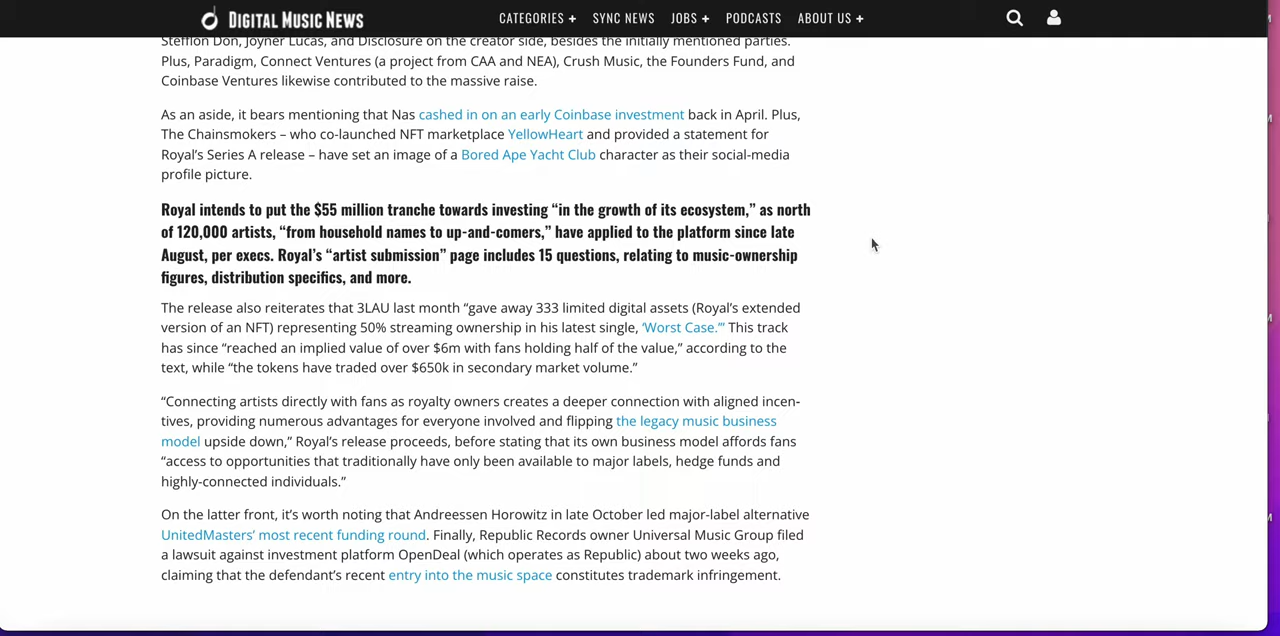 DIGITAL MUSIC NEWS
CATEGORIES + SYNC NEWS JOBS + PODCASTS ABOUT US +
Stefflon Don, Joyner Lucas, and Disclosure on the creator side, besides the initially mentioned parties.
Plus, Paradigm, Connect Ventures (a project from CAA and NEA), Crush Music, the Founders Fund, and
Coinbase Ventures likewise contributed to the massive raise.
As an aside, it bears mentioning that Nas cashed in on an early Coinbase investment back in April. Plus,
The Chainsmokers – who co-launched NFT marketplace YellowHeart and provided a statement for
Royal’s Series A release – have set an image of a Bored Ape Yacht Club character as their social-media
profile picture.
Royal intends to put the $55 million tranche towards investing “in the growth of its ecosystem,” as north
of 120,000 artists, “from household names to up-and-comers,” have applied to the platform since late
August, per execs. Royal’s “artist submission” page includes 15 questions, relating to music-ownership
figures, distribution specifics, and more.
The release also reiterates that 3LAU last month “gave away 333 limited digital assets (Royal’s extended
version of an NFT) representing 50% streaming ownership in his latest single, ‘Worst Case.’” This track
has since “reached an implied value of over $6m with fans holding half of the value,” according to the
text, while “the tokens have traded over $650k in secondary market volume.”
“Connecting artists directly with fans as royalty owners creates a deeper connection with aligned incen-
tives, providing numerous advantages for everyone involved and flipping the legacy music business
model upside down,” Royal’s release proceeds, before stating that its own business model affords fans
“access to opportunities that traditionally have only been available to major labels, hedge funds and
highly-connected individuals.”
On the latter front, it’s worth noting that Andreessen Horowitz in late October led major-label alternative
UnitedMasters’ most recent funding round. Finally, Republic Records owner Universal Music Group filed
a lawsuit against investment platform OpenDeal (which operates as Republic) about two weeks ago,
claiming that the defendant’s recent entry into the music space constitutes trademark infringement.